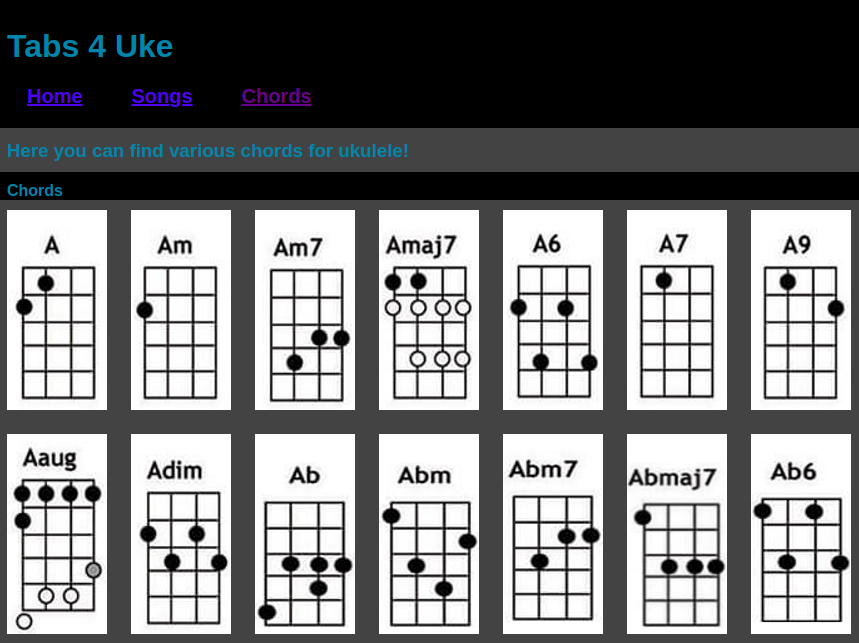 Tabs 4 Uke
Home Songs Chords
Here you can find various chords for ukulele!
Chords
A Am Am7 Amaj7 A6 A7 A9
Aaug Adim Ab Abm Abm7 Abmaj7 Ab6